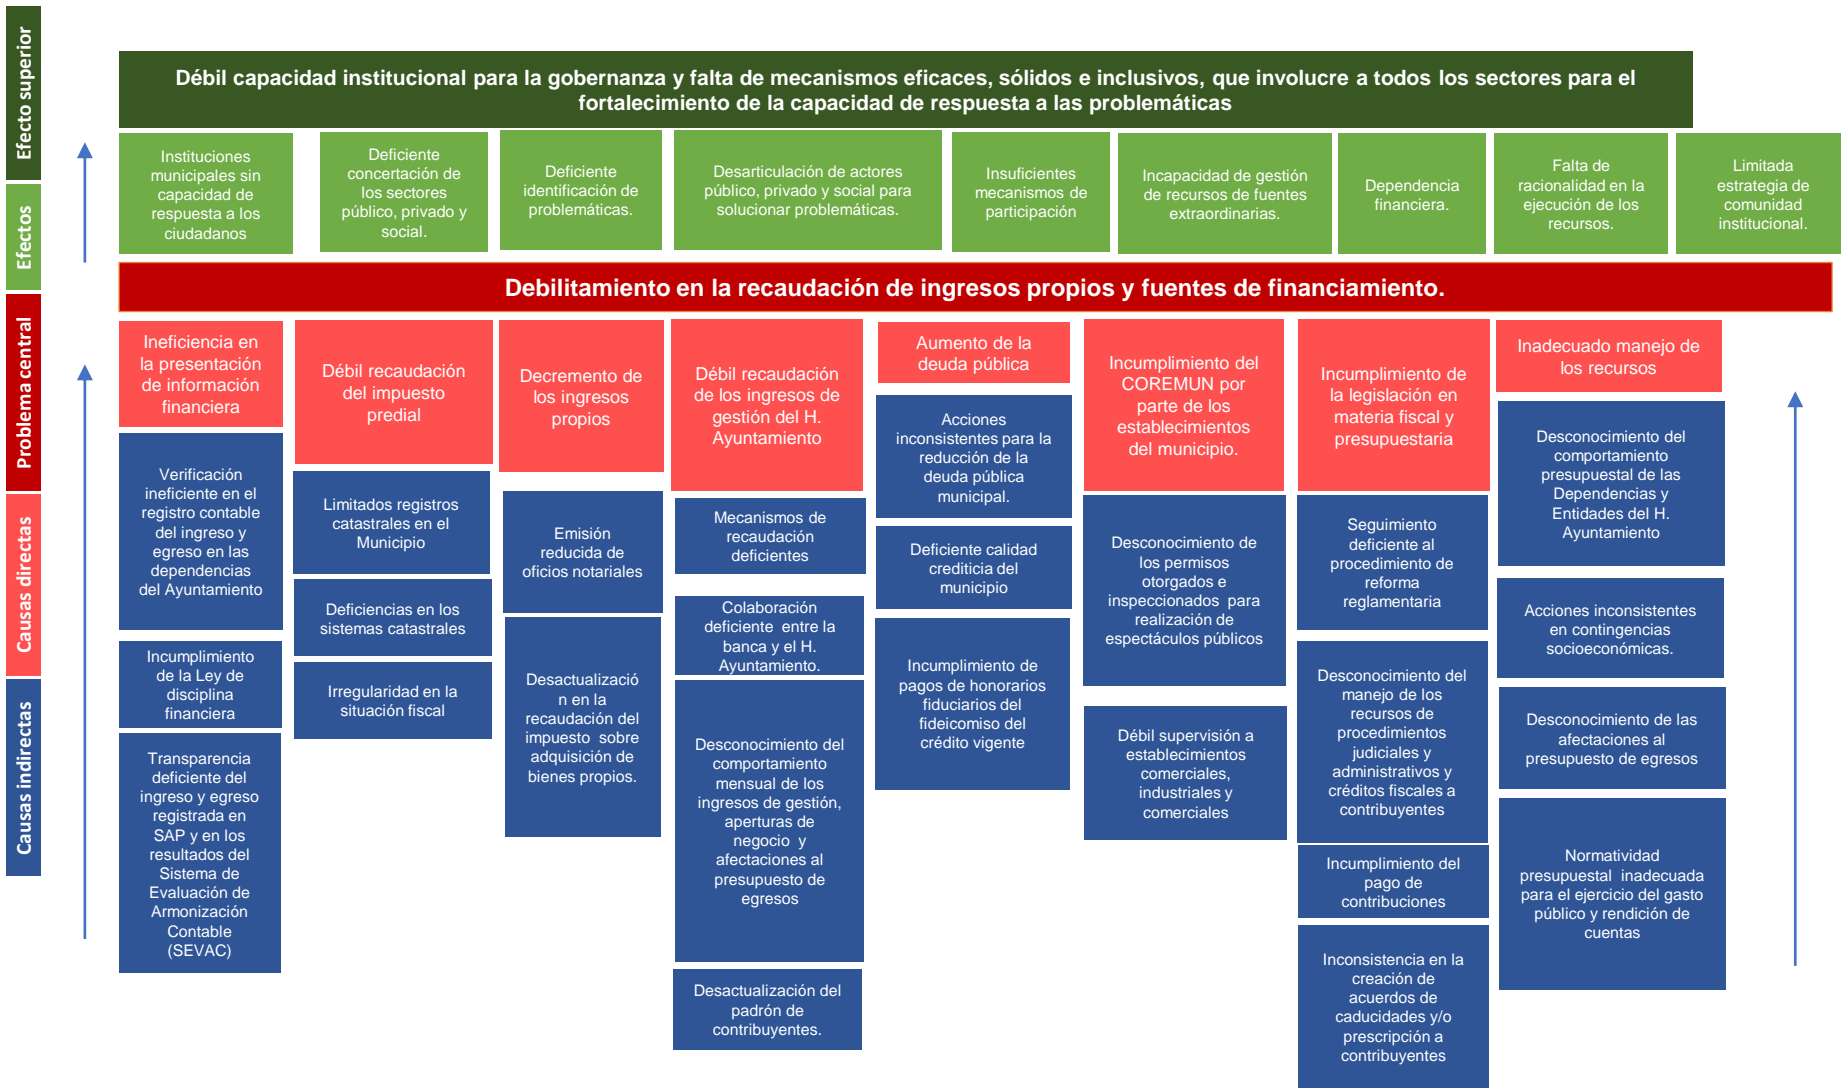 Efecto superior
Efectos
Problema central
Causas directas
Causas indirectas
Débil capacidad institucional para la gobernanza y falta de mecanismos eficaces, sólidos e inclusivos, que involucre a todos los sectores para el
fortalecimiento de la capacidad de respuesta a las problemáticas
Instituciones
municipales sin
capacidad de
respuesta a los
ciudadanos
Deficiente
concertación de
los sectores
público, privado y
social.
Deficiente
identificación de
problemáticas.
Desarticulación de actores
público, privado y social para
solucionar problemáticas.
Insuficientes
mecanismos de
participación
Incapacidad de gestión
de recursos de fuentes
extraordinarias.
Dependencia
financiera.
Falta de
racionalidad en la
ejecución de los
recursos.
Limitada
estrategia de
comunidad
institucional.
Debilitamiento en la recaudación de ingresos propios y fuentes de financiamiento.
Ineficiencia en
la presentación
de información
financiera
Verificación
ineficiente en el
registro contable
del ingreso y
egreso en las
dependencias
del Ayuntamiento
Incumplimiento
de la Ley de
disciplina
financiera
Transparencia
deficiente del
ingreso y egreso
registrada en
SAP y en los
resultados del
Sistema de
Evaluación de
Armonización
Contable
(SEVAC)
Débil recaudación
del impuesto
predial
Limitados registros
catastrales en el
Municipio
Deficiencias en los
sistemas catastrales
Irregularidad en la
situación fiscal
Decremento de
los ingresos
propios
Emisión
reducida de
oficios notariales
Desactualizació
n en la
recaudación del
impuesto sobre
adquisición de
bienes propios.
Débil recaudación
de los ingresos de
gestión del H.
Ayuntamiento
Mecanismos de
recaudación
deficientes
Colaboración
deficiente entre la
banca y el H.
Ayuntamiento.
Desconocimiento del
comportamiento
mensual de los
ingresos de gestión,
aperturas de
negocio y
afectaciones al
presupuesto de
egresos
Desactualización del
padrón de
contribuyentes.
Aumento de la
deuda pública
Acciones
inconsistentes para la
reducción de la
deuda pública
municipal.
Deficiente calidad
crediticia del
municipio
Incumplimiento de
pagos de honorarios
fiduciarios del
fideicomiso del
crédito vigente
Incumplimiento del
COREMUN por
parte de los
establecimientos
del municipio.
Desconocimiento de
los permisos
otorgados e
inspeccionados para
realización de
espectáculos públicos
Débil supervisión a
establecimientos
comerciales,
industriales y
comerciales
Incumplimiento de
la legislación en
materia fiscal y
presupuestaria
Seguimiento
deficiente al
procedimiento de
reforma
reglamentaria
Desconocimiento del
manejo de los
recursos de
procedimientos
judiciales y
administrativos y
créditos fiscales a
contribuyentes
Incumplimiento del
pago de
contribuciones
Inconsistencia en la
creación de
acuerdos de
caducidades y/o
prescripción a
contribuyentes
Inadecuado manejo de
los recursos
Desconocimiento del
comportamiento
presupuestal de las
Dependencias y
Entidades del H.
Ayuntamiento
Acciones inconsistentes
en contingencias
socioeconómicas.
Desconocimiento de las
afectaciones al
presupuesto de egresos
Normatividad
presupuestal inadecuada
para el ejercicio del gasto
público y rendición de
cuentas